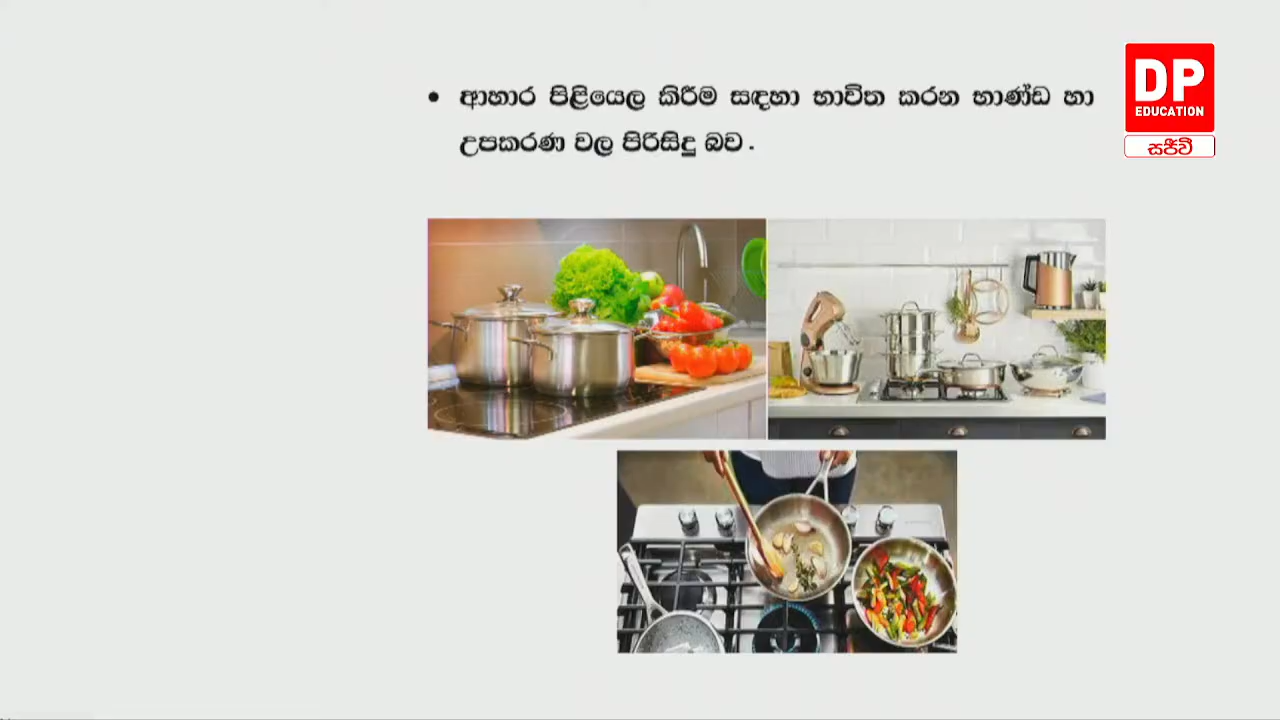 • ආහාර පිළියෙල කිරීම සඳහා භාවිත කරන භාණ්ඩ හා
උපකරණ වල පිරිසිදු බව.
DP
EDUCATION
සජීවී